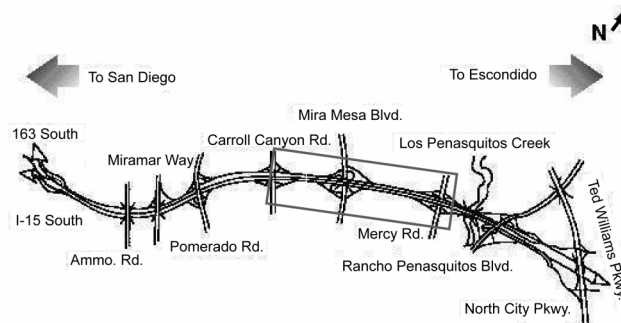 N
To San Diego
To Escondido
Mira Mesa Blvd.
163 South
Carroll Canyon Rd.
Los Penasquitos Creek
Miramar Way
Ted Williams Pkwy.
I-15 South
Pomerado Rd.
Mercy Rd.
Ammo. Rd.
Rancho Penasquitos Blvd.
North City Pkwy.